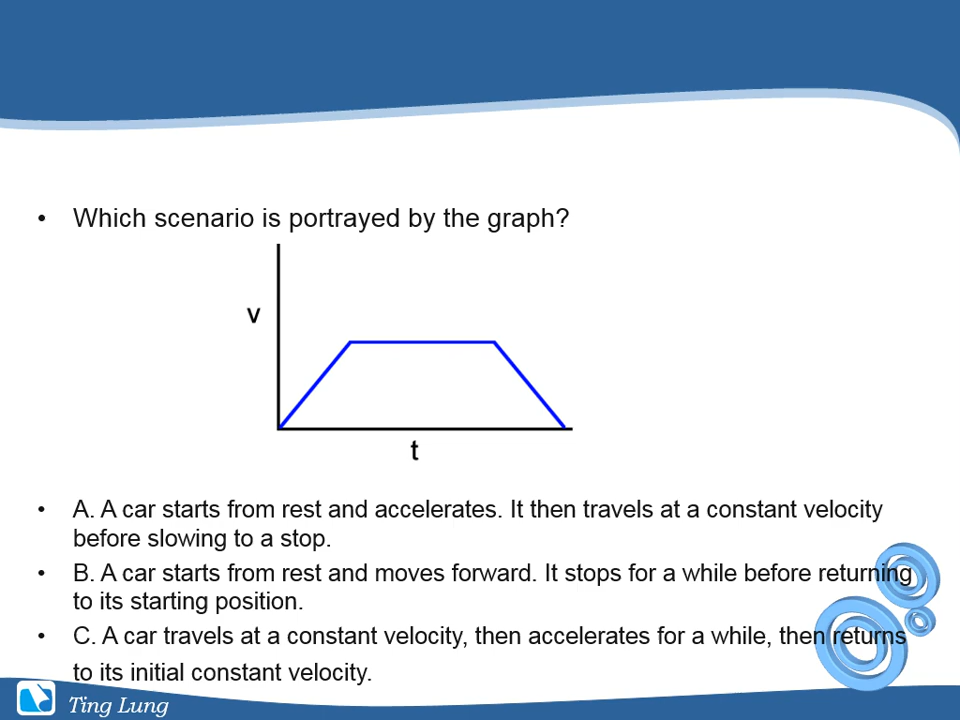 • Which scenario is portrayed by the graph?
v
t
• A. A car starts from rest and accelerates. It then travels at a constant velocity
before slowing to a stop.
• B. A car starts from rest and moves forward. It stops for a while before returning
to its starting position.
• C. A car travels at a constant velocity, then accelerates for a while, then returns
to its initial constant velocity.
Ting Lung